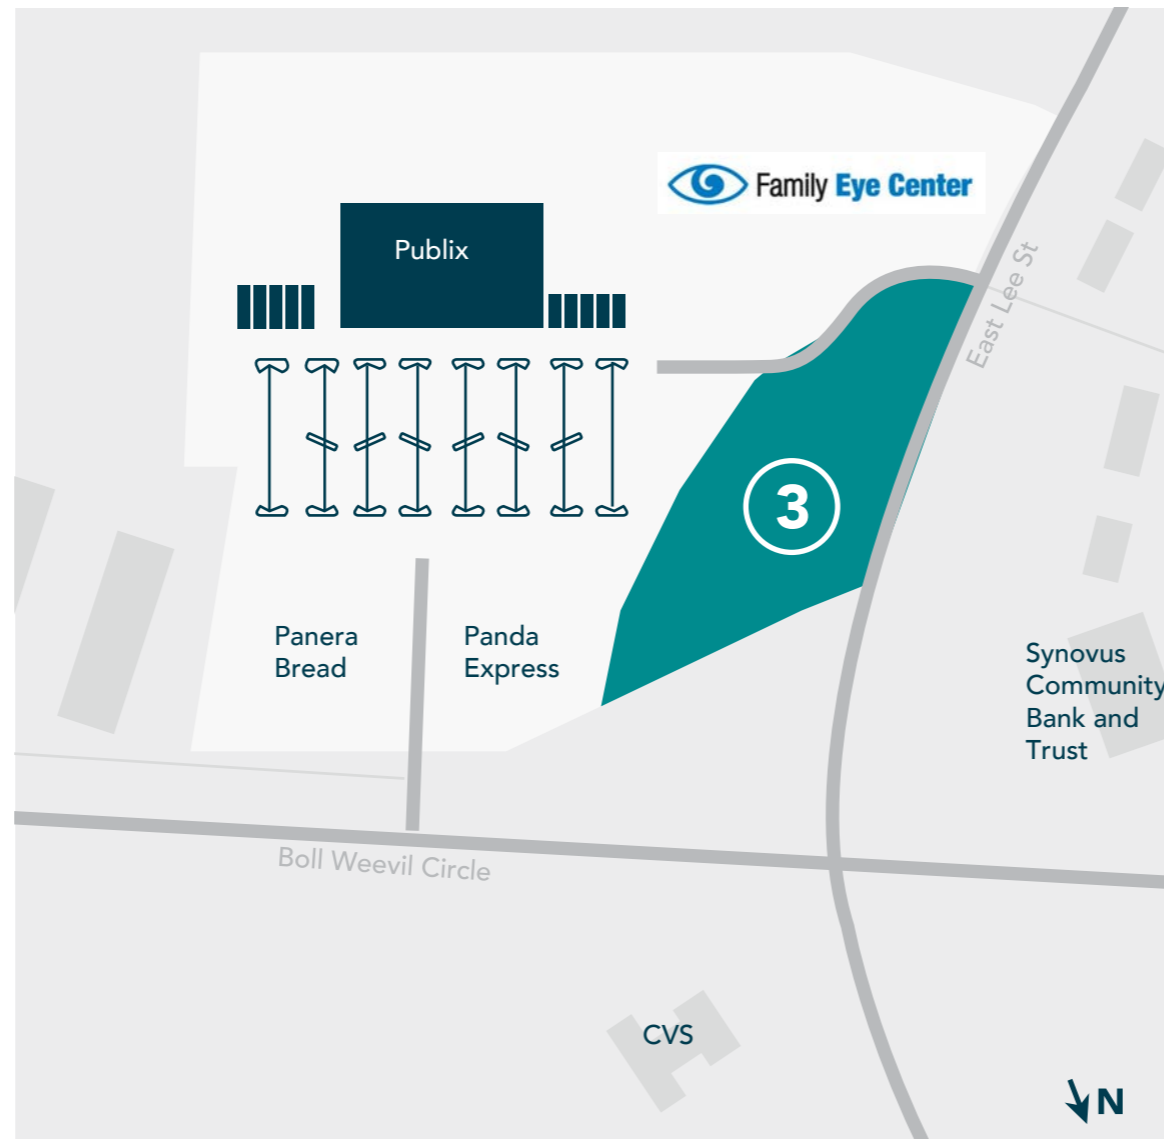 Family Eye Center
Publix
East Lee St
3
Panera
Bread
Panda
Express
Synovus
Community
Bank and
Trust
Boll Weevil Circle
CVS
N